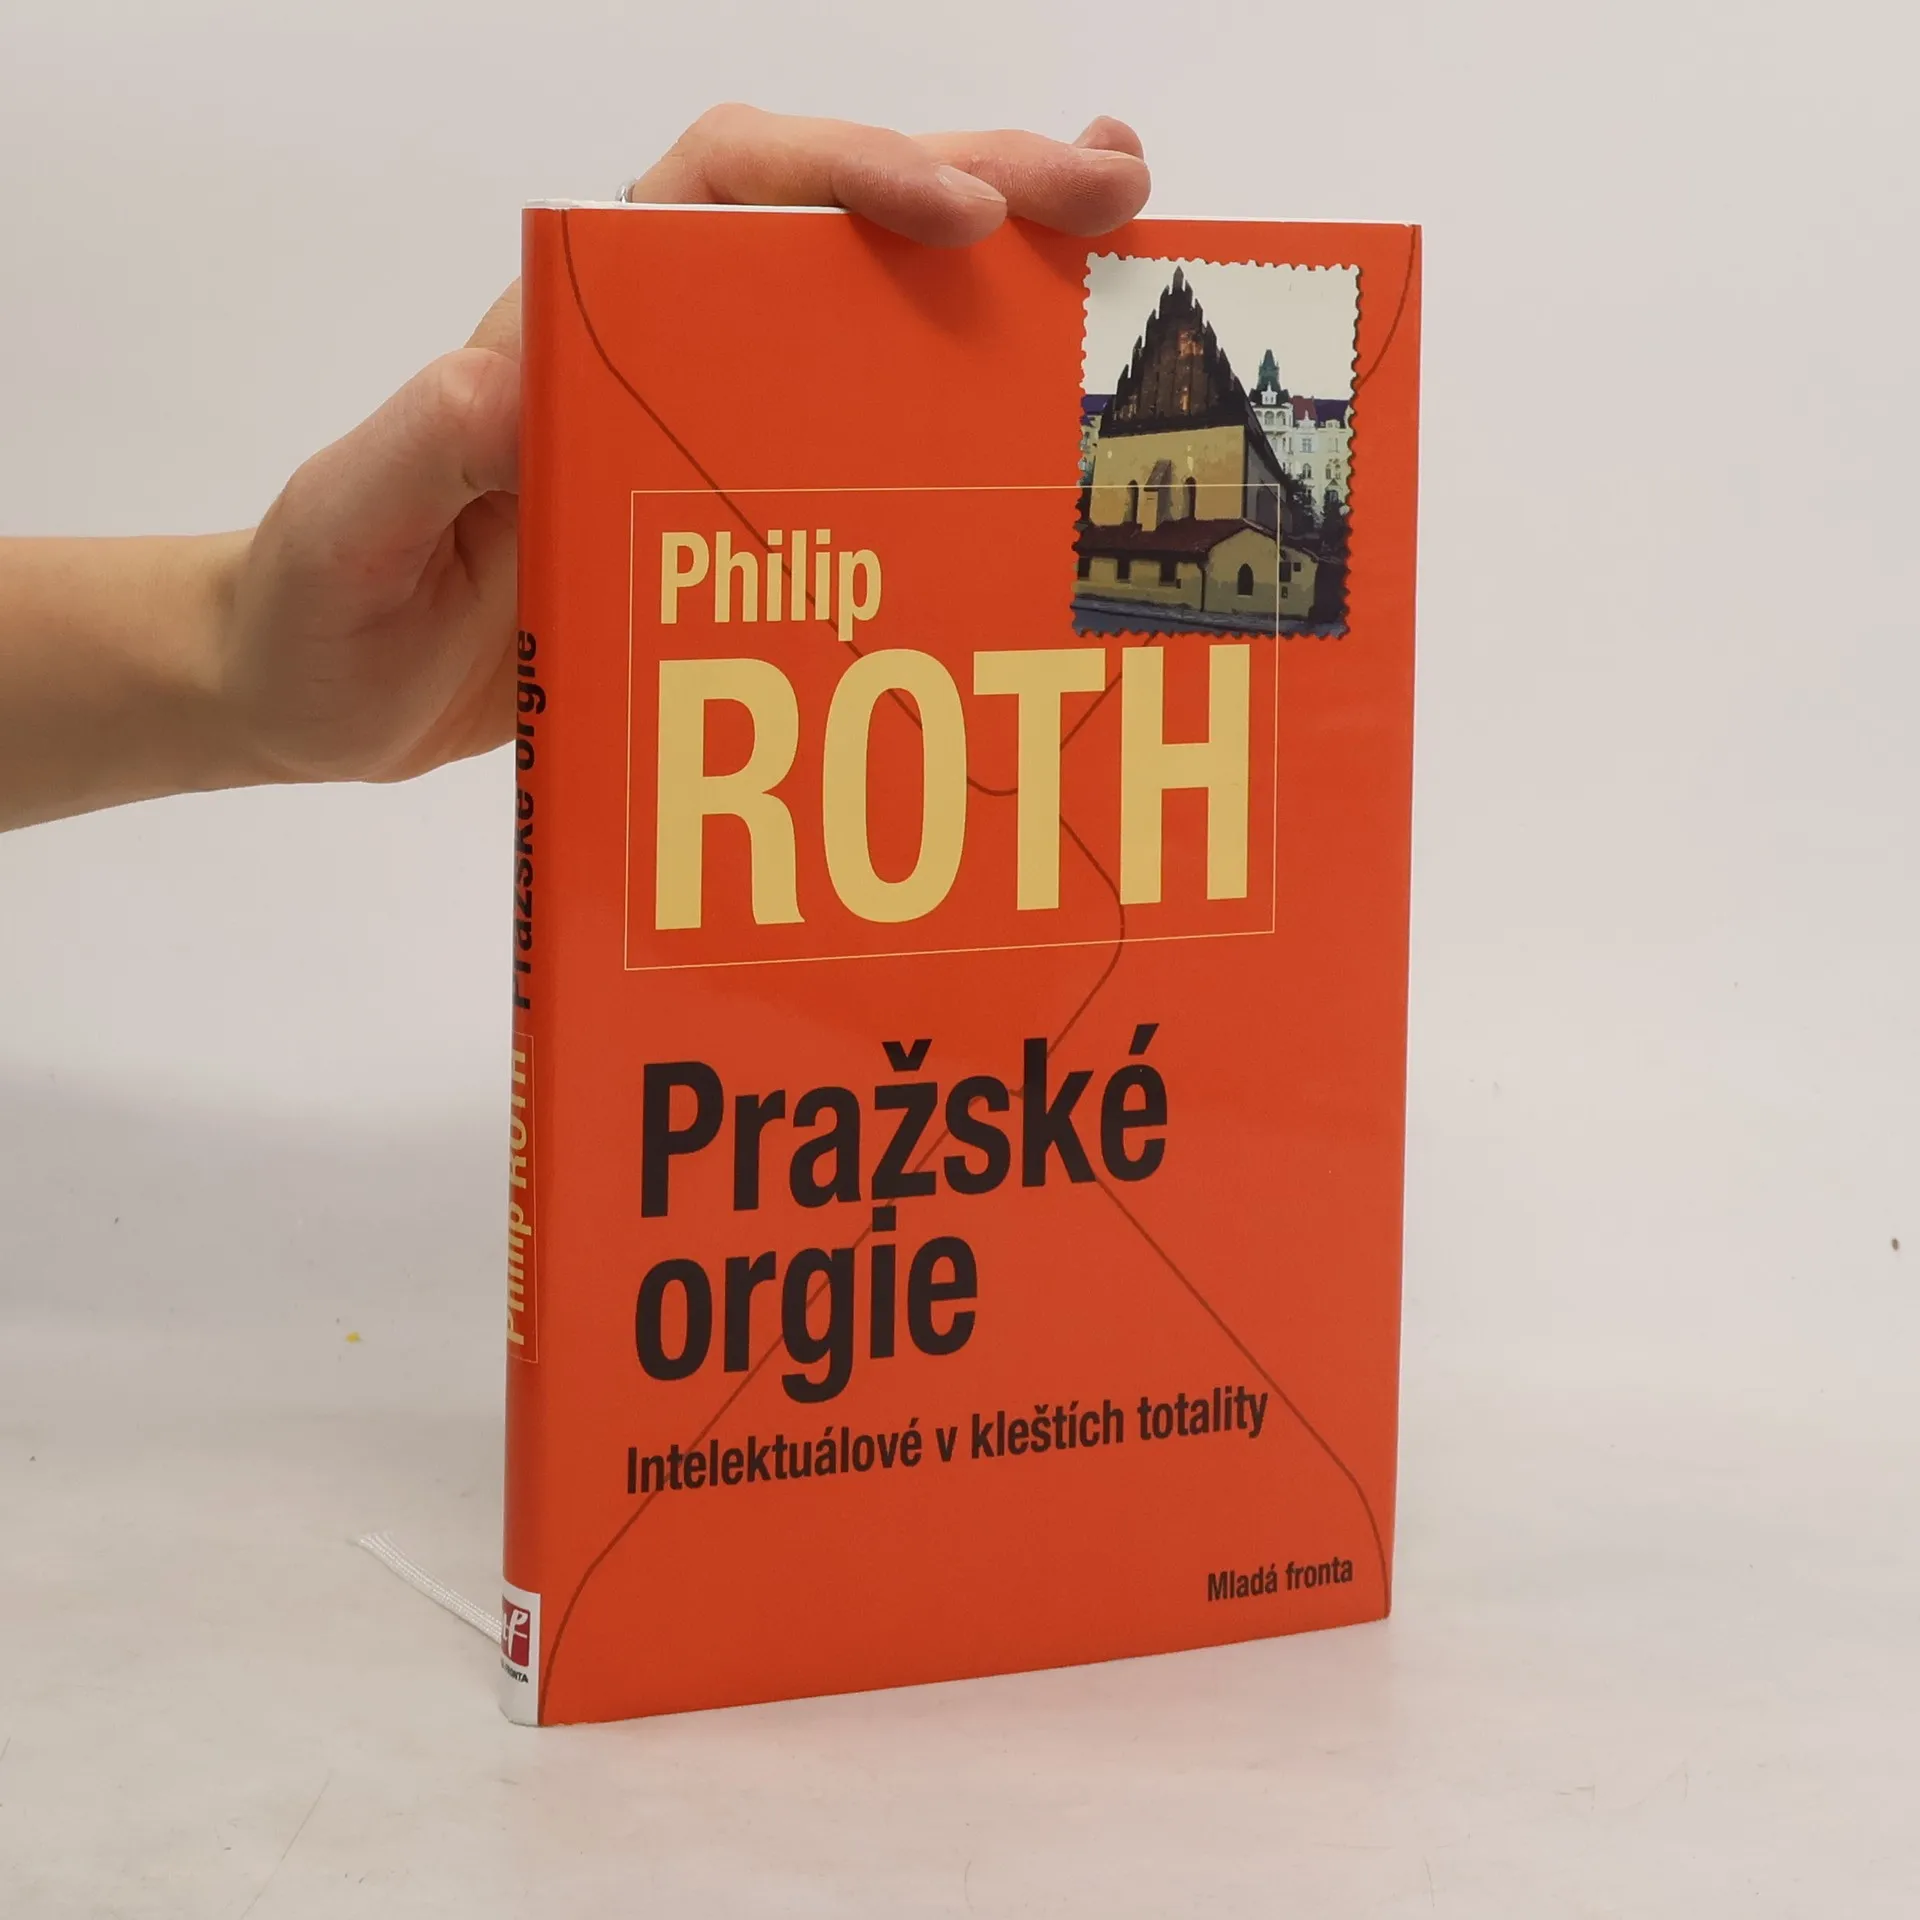 Philip
ROTH
Pražské
orgie
Intelektuálové v kleštích totality
Mladá fronta
Philip ROTH Pražské orgie